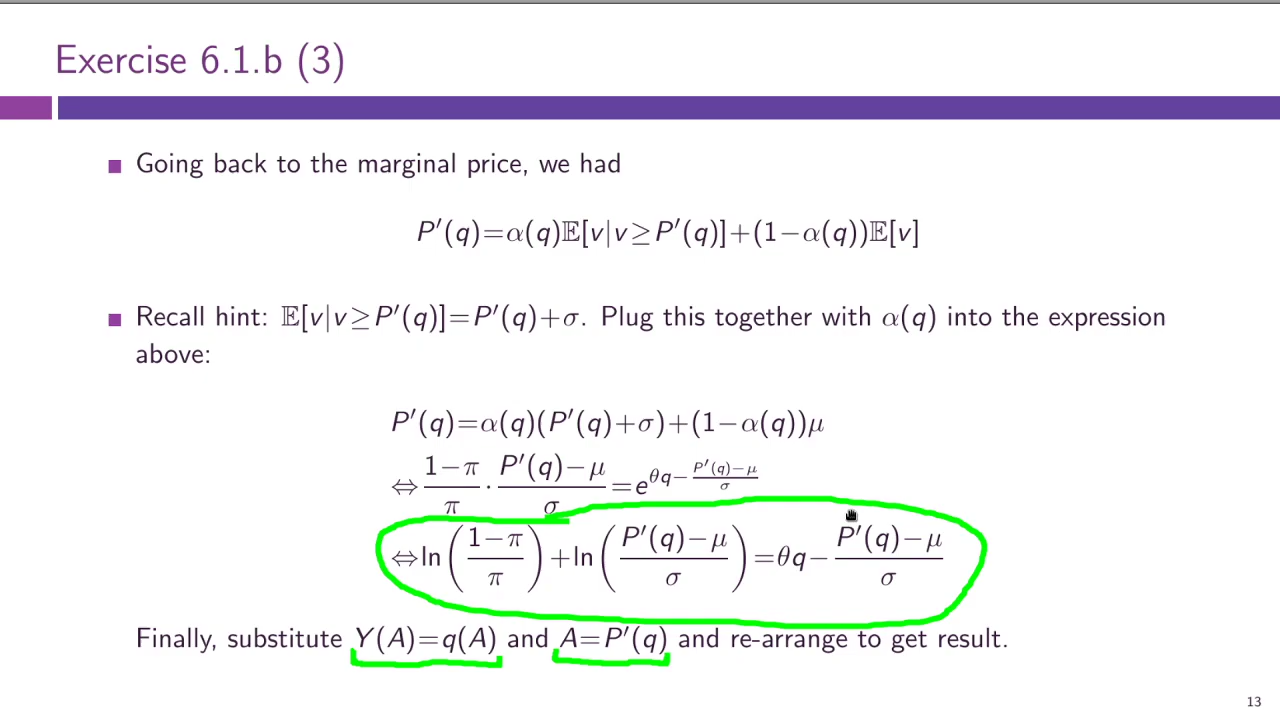 Exercise 6.1.b (3)
Going back to the marginal price, we had
P′(q)=α(q)𝔼[v|v≥P′(q)]+(1−α(q))𝔼[v]
Recall hint: 𝔼[v|v≥P′(q)]=P′(q)+σ. Plug this together with α(q) into the expression
above:
P′(q)=α(q)(P′(q)+σ)+(1−α(q))μ
⇔ (1−π)/π · (P′(q)−μ)/σ = e^{θq−(P′(q)−μ)/σ}
⇔ ln((1−π)/π) + ln((P′(q)−μ)/σ) = θq − (P′(q)−μ)/σ
Finally, substitute Y(A)=q(A) and A=P′(q) and re-arrange to get result.
13